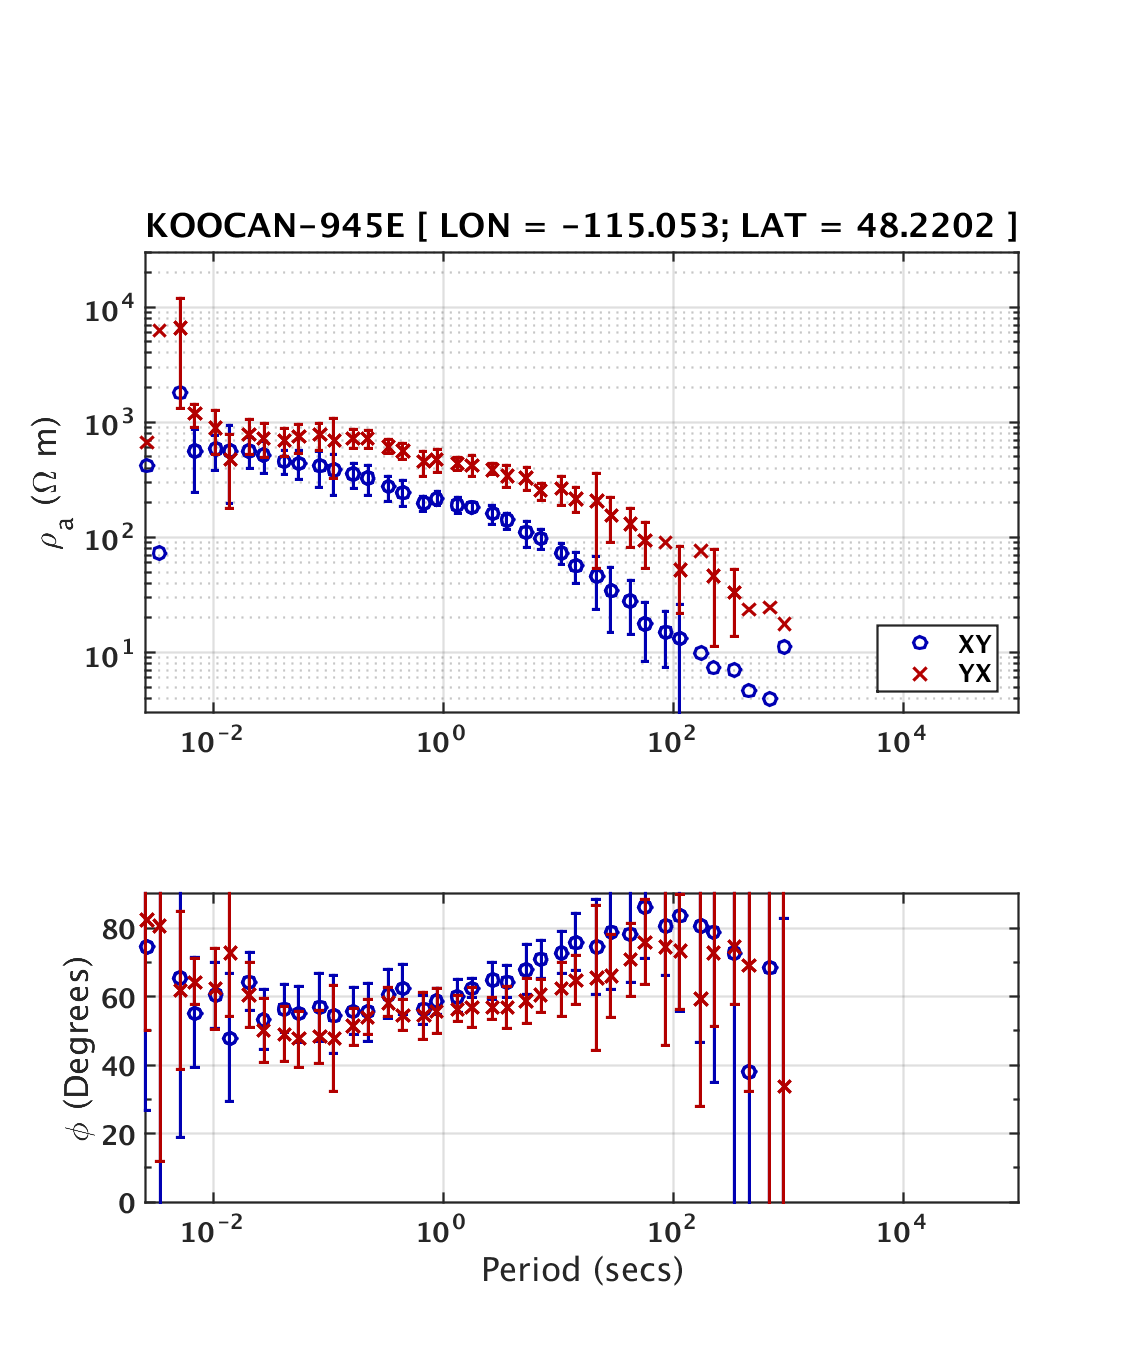 KOOCAN-945E [ LON = -115.053; LAT = 48.2202 ]
10^4
10^3
10^2
10^1
ρa (Ω m)
XY
YX
10^-2 10^0 10^2 10^4
80
60
40
20
0
ϕ (Degrees)
10^-2 10^0 10^2 10^4
Period (secs)